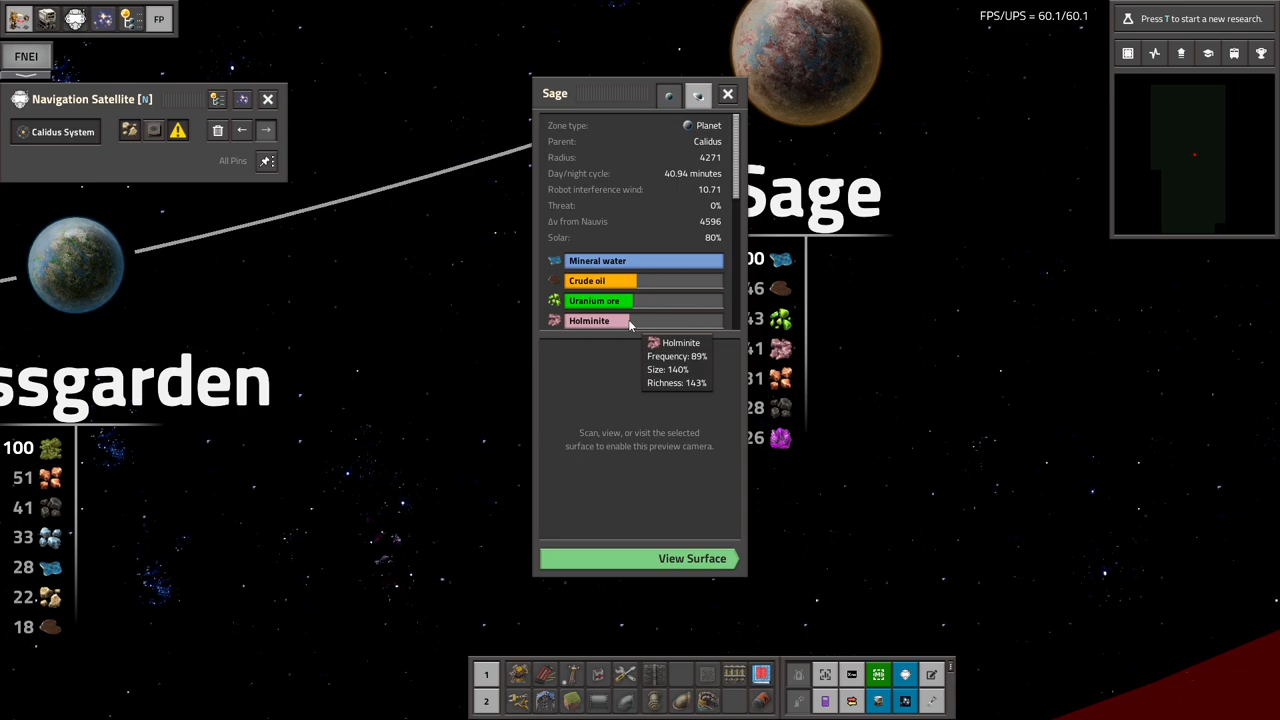 FP
FPS/UPS = 60.1/60.1
Press T to start a new research.
FNEI
Navigation Satellite [N]
Calidus System
All Pins
Sage
Zone type: Planet
Parent: Calidus
Radius: 4271
Day/night cycle: 40.94 minutes
Robot interference wind: 10.71
Threat: 0%
Δv from Nauvis 4596
Solar: 80%
Mineral water
Crude oil
Uranium ore
Holminite
Holminite
Frequency: 89%
Size: 140%
Richness: 143%
Scan, view, or visit the selected
surface to enable this preview camera.
View Surface
Sage
00
46
43
41
31
28
26
ssgarden
100
51
41
33
28
22
18
1
2